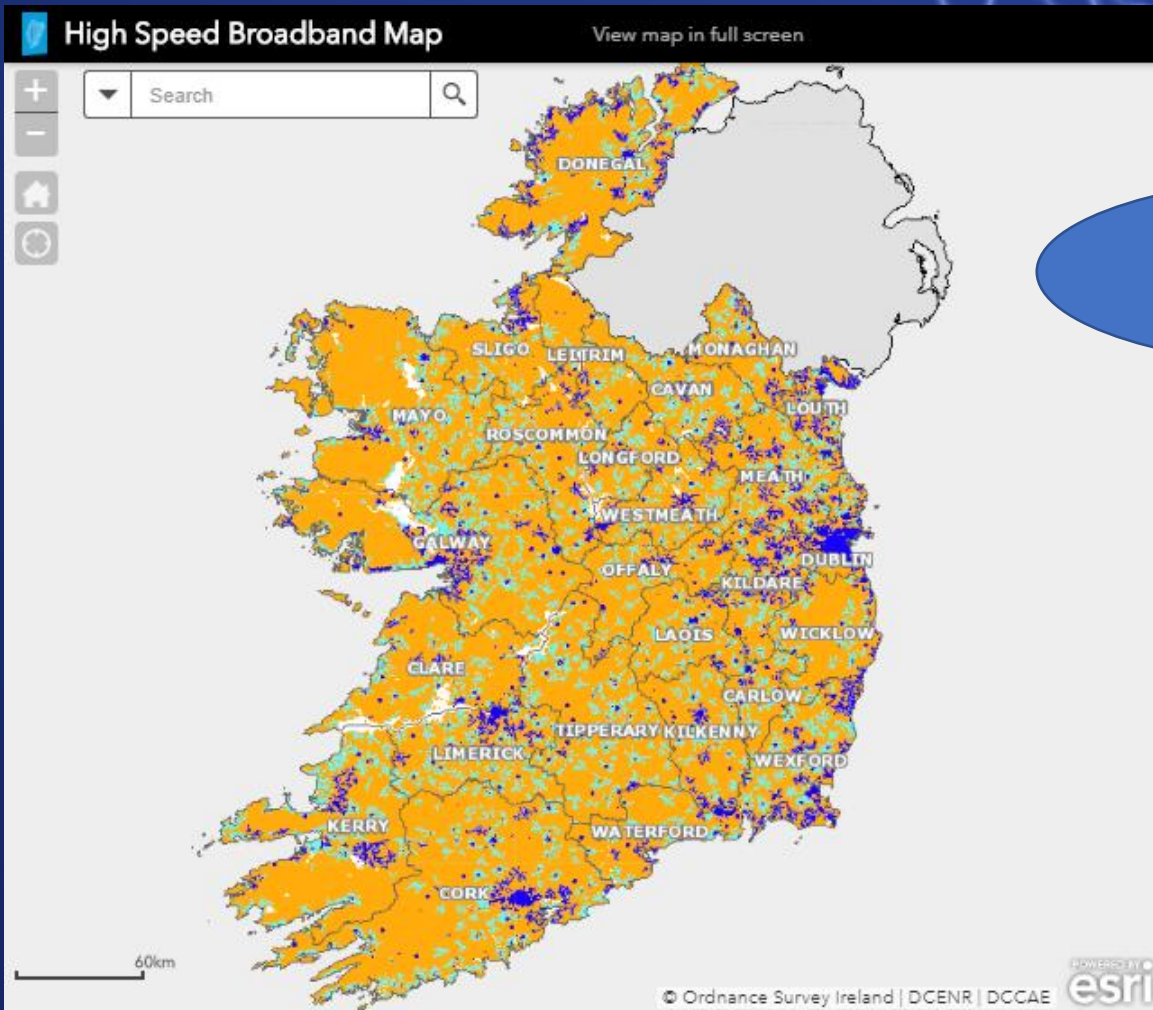 High Speed Broadband Map
View map in full screen
+
Search
−
DONEGAL
SLIGO
LEITRIM
MONAGHAN
CAVAN
LOUTH
MAYO
ROSCOMMON
LONGFORD
MEATH
WESTMEATH
GALWAY
DUBLIN
OFFALY
KILDARE
LAOIS
WICKLOW
CLARE
CARLOW
TIPPERARY
KILKENNY
LIMERICK
WEXFORD
KERRY
WATERFORD
CORK
60km
POWERED BY
esri
© Ordnance Survey Ireland | DCENR | DCCAE